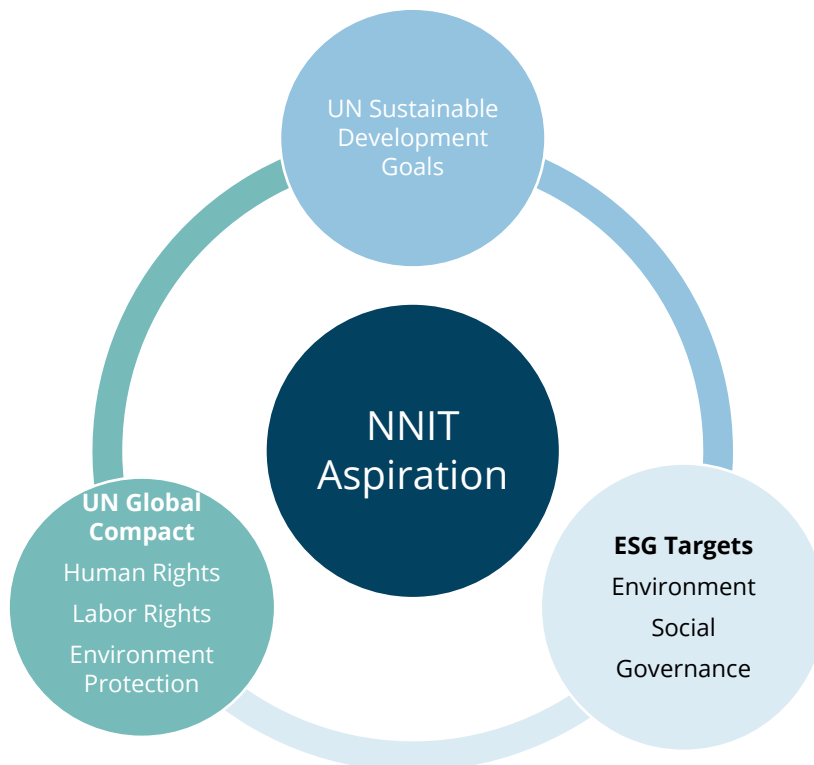 UN Sustainable
Development
Goals
NNIT
Aspiration
UN Global
Compact
Human Rights
Labor Rights
Environment
Protection
ESG Targets
Environment
Social
Governance